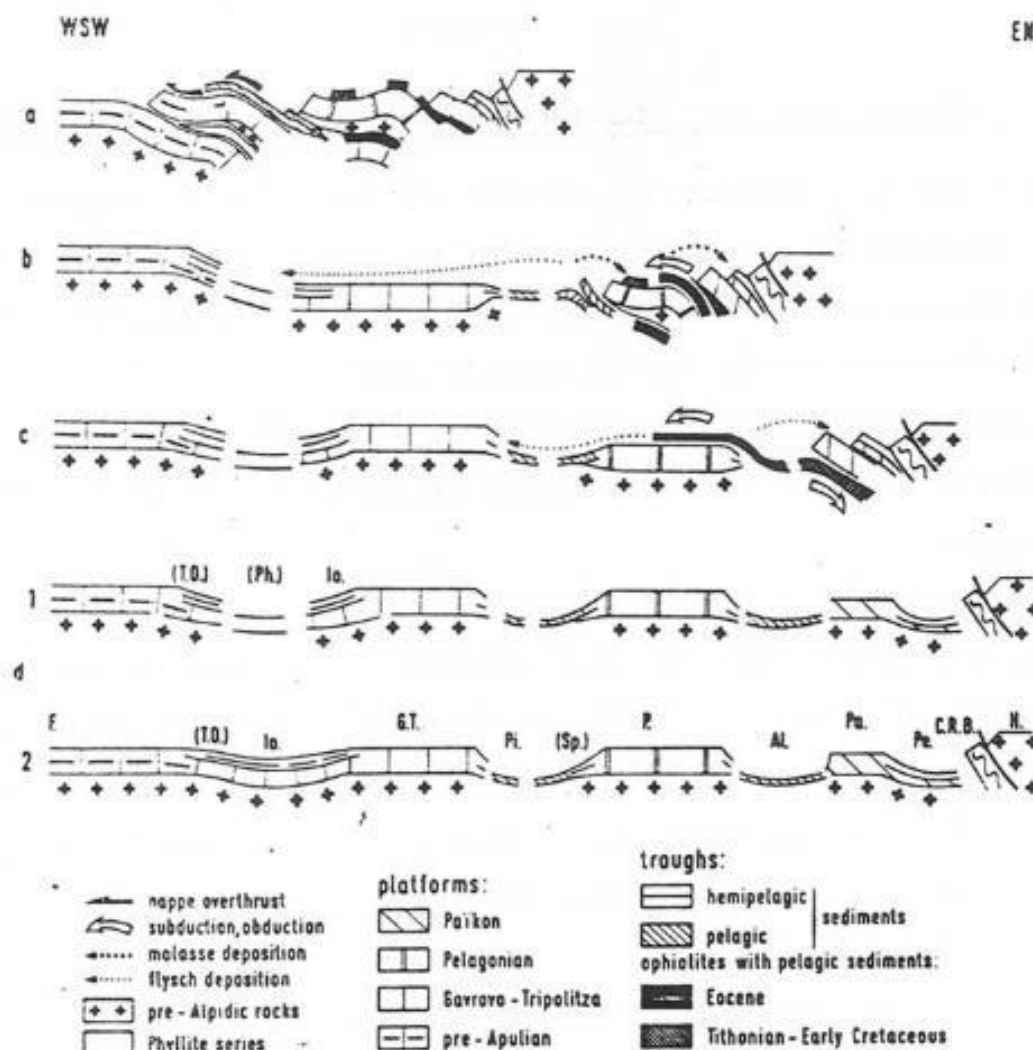 WSW EN
a
b
c
(T.O.) (Ph.) Io.
1
d
F. (T.O.) Io. G.T. Pi. (Sp.) P. Al. Pa. Pe. C.R.B. N.
2
nappe overthrust
subduction, obduction
molasse deposition
flysch deposition
pre-Alpidic rocks
Phyllite series
platforms:
Païkon
Pelagonian
Gavrovo-Tripolitza
pre-Apulian
troughs:
hemipelagic
sediments
pelagic
ophiolites with pelagic sediments:
Eocene
Tithonian-Early Cretaceous